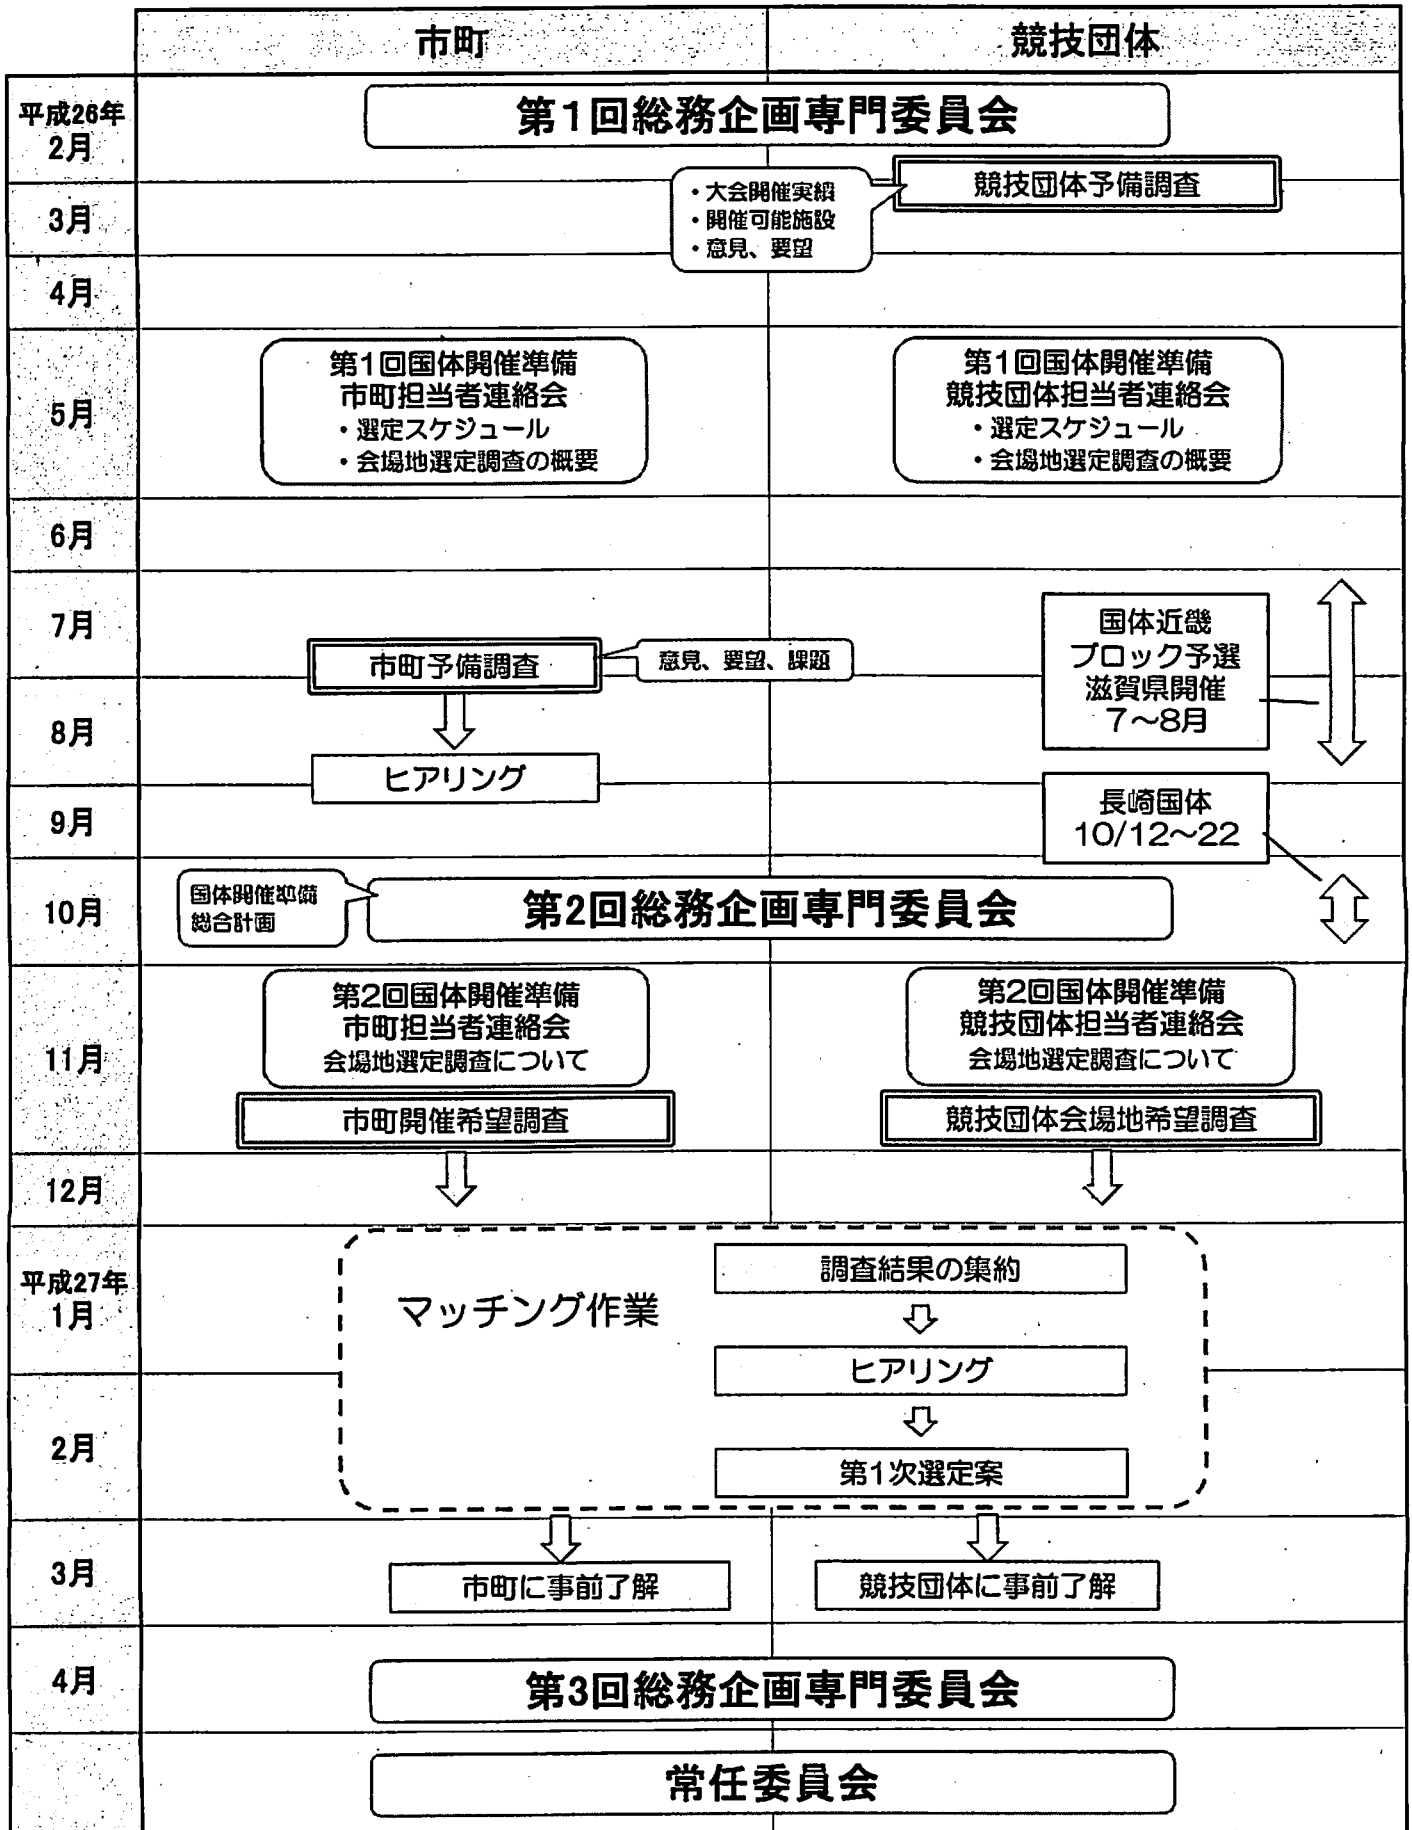 市町
競技団体
平成26年
2月
第1回総務企画専門委員会
競技団体予備調査
・大会開催実績
・開催可能施設
・意見、要望
3月
4月
5月
第1回国体開催準備
市町担当者連絡会
・選定スケジュール
・会場地選定調査の概要
第1回国体開催準備
競技団体担当者連絡会
・選定スケジュール
・会場地選定調査の概要
6月
7月
市町予備調査
意見、要望、課題
国体近畿
ブロック予選
滋賀県開催
7～8月
8月
ヒアリング
9月
長崎国体
10/12～22
10月
国体開催準備
総合計画
第2回総務企画専門委員会
11月
第2回国体開催準備
市町担当者連絡会
会場地選定調査について
第2回国体開催準備
競技団体担当者連絡会
会場地選定調査について
市町開催希望調査
競技団体会場地希望調査
12月
平成27年
1月
マッチング作業
調査結果の集約
ヒアリング
2月
第1次選定案
3月
市町に事前了解
競技団体に事前了解
4月
第3回総務企画専門委員会
常任委員会